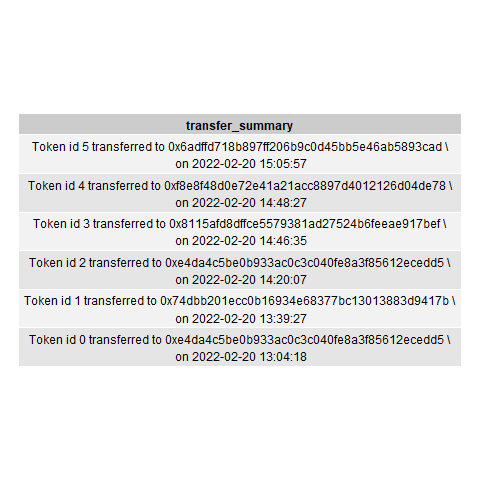 transfer_summary
Token id 5 transferred to 0x6adffd718b897ff206b9c0d45bb5e46ab5893cad \
on 2022-02-20 15:05:57
Token id 4 transferred to 0xf8e8f48d0e72e41a21acc8897d4012126d04de78 \
on 2022-02-20 14:48:27
Token id 3 transferred to 0x8115afd8dffce5579381ad27524b6feeae917bef \
on 2022-02-20 14:46:35
Token id 2 transferred to 0xe4da4c5be0b933ac0c3c040fe8a3f85612ecedd5 \
on 2022-02-20 14:20:07
Token id 1 transferred to 0x74dbb201ecc0b16934e68377bc13013883d9417b \
on 2022-02-20 13:39:27
Token id 0 transferred to 0xe4da4c5be0b933ac0c3c040fe8a3f85612ecedd5 \
on 2022-02-20 13:04:18